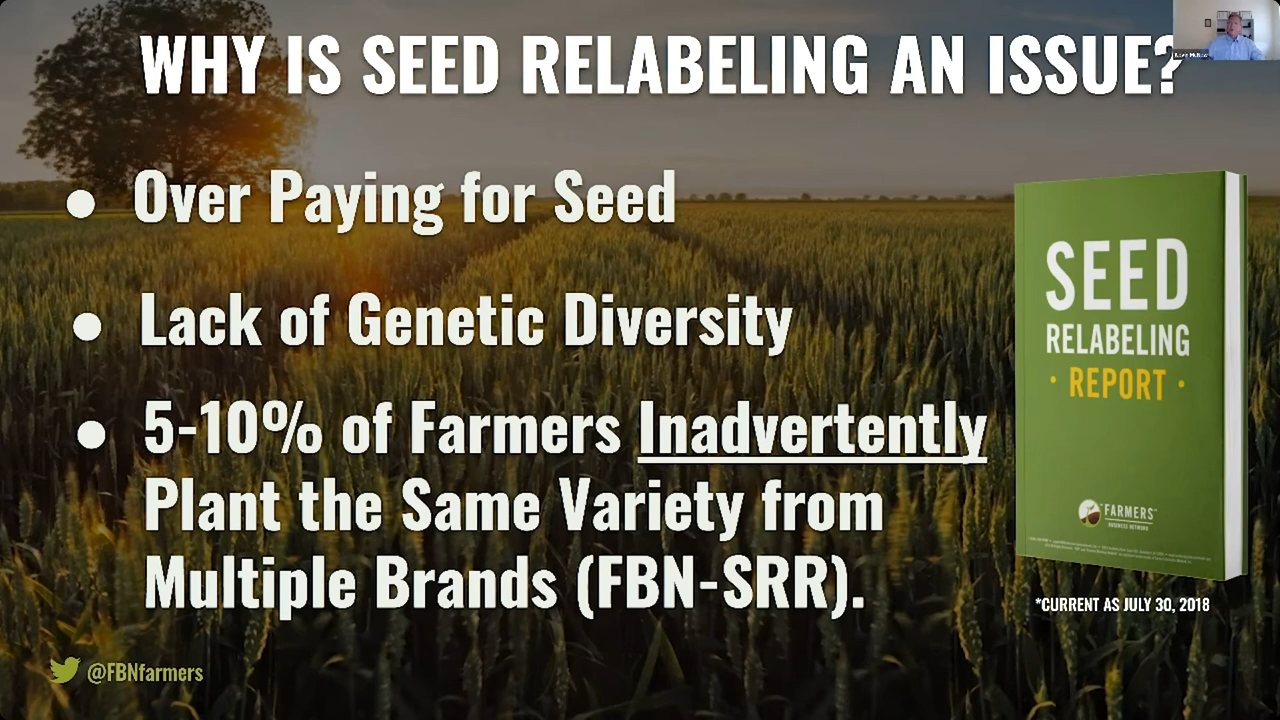 WHY IS SEED RELABELING AN ISSUE?
• Over Paying for Seed
• Lack of Genetic Diversity
• 5-10% of Farmers Inadvertently
Plant the Same Variety from
Multiple Brands (FBN-SRR).
SEED
RELABELING
• REPORT •
FARMERS
BUSINESS NETWORK
*CURRENT AS JULY 30, 2018
@FBNfarmers